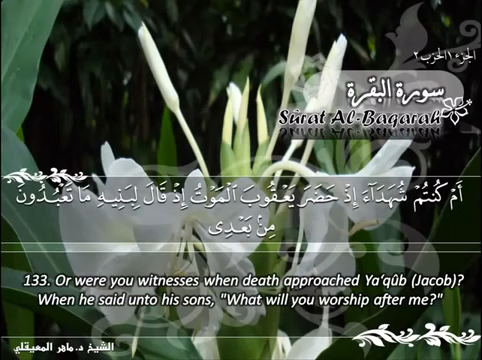 الجزء ١ الحزب ٢
سورة البقرة
Sûrat Al-Baqarah
أَمْ كُنتُمْ شُهَدَآءَ إِذْ حَضَرَ يَعْقُوبَ الْمَوْتُ إِذْ قَالَ لِبَنِيهِ مَا تَعْبُدُونَ
مِنْ بَعْدِى
133. Or were you witnesses when death approached Ya‘qûb (Jacob)?
When he said unto his sons, "What will you worship after me?"
الشيخ د. ماهر المعيقلي